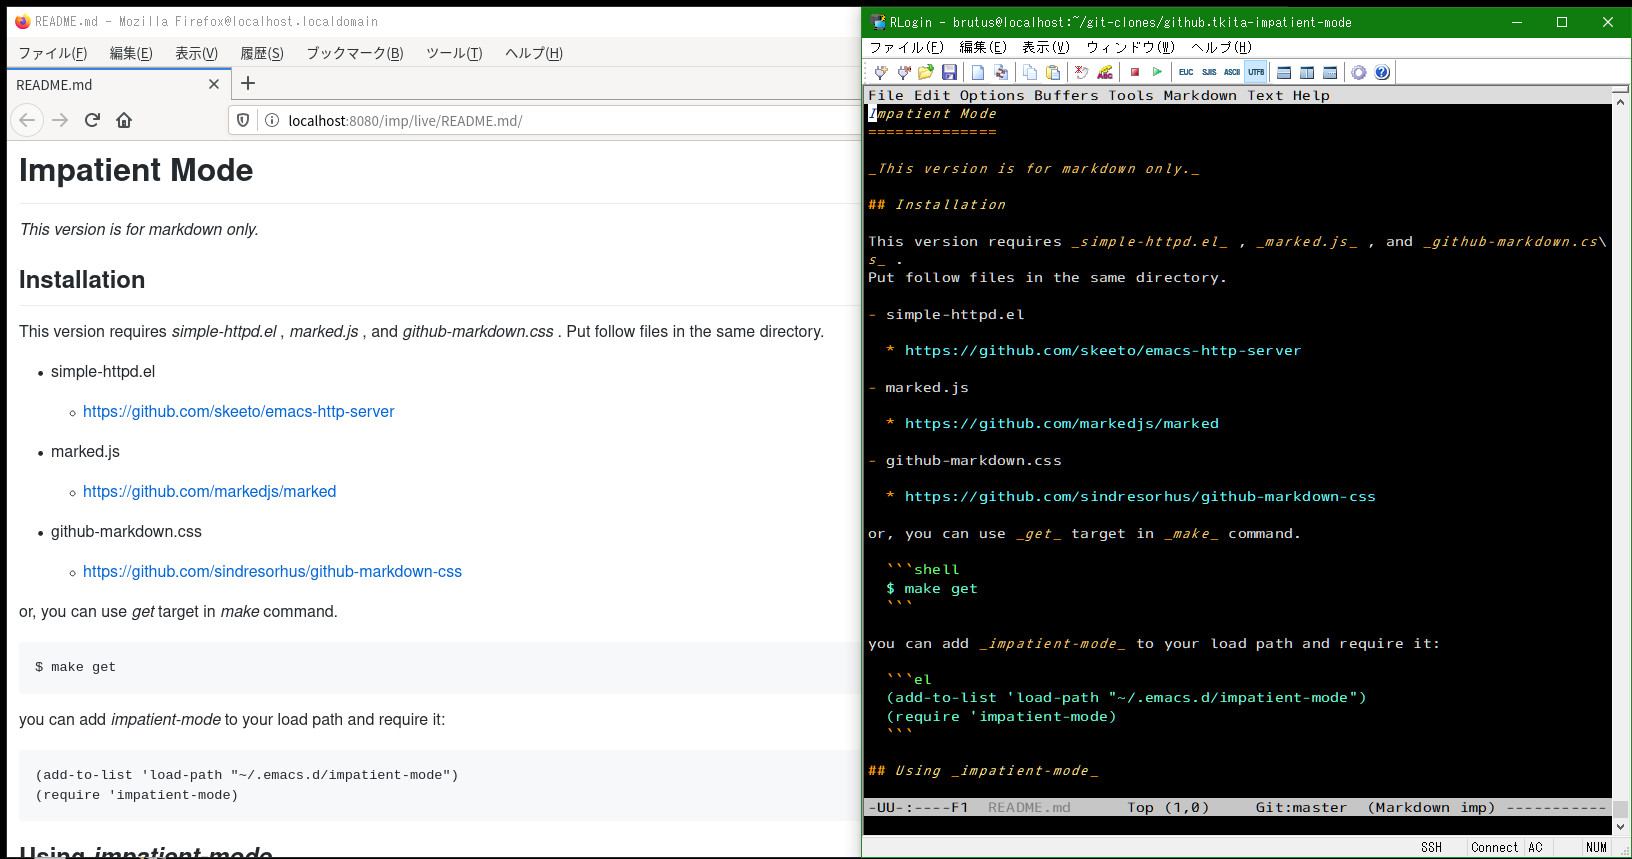 README.md - Mozilla Firefox@localhost.localdomain
ファイル(F) 編集(E) 表示(V) 履歴(S) ブックマーク(B) ツール(T) ヘルプ(H)
README.md
localhost:8080/imp/live/README.md/
Impatient Mode
This version is for markdown only.
Installation
This version requires simple-httpd.el , marked.js , and github-markdown.css . Put follow files in the same directory.
simple-httpd.el
https://github.com/skeeto/emacs-http-server
marked.js
https://github.com/markedjs/marked
github-markdown.css
https://github.com/sindresorhus/github-markdown-css
or, you can use get target in make command.
$ make get
you can add impatient-mode to your load path and require it:
(add-to-list 'load-path "~/.emacs.d/impatient-mode")
(require 'impatient-mode)
Using impatient-mode
RLogin - brutus@localhost:~/git-clones/github.tkita-impatient-mode
ファイル(F) 編集(E) 表示(V) ウィンドウ(W) ヘルプ(H)
EUC SJIS ASCII UTF8
File Edit Options Buffers Tools Markdown Text Help
Impatient Mode
==============
_This version is for markdown only._
## Installation
This version requires _simple-httpd.el_ , _marked.js_ , and _github-markdown.cs\
s_ .
Put follow files in the same directory.
- simple-httpd.el
* https://github.com/skeeto/emacs-http-server
- marked.js
* https://github.com/markedjs/marked
- github-markdown.css
* https://github.com/sindresorhus/github-markdown-css
or, you can use _get_ target in _make_ command.
```shell
$ make get
```
you can add _impatient-mode_ to your load path and require it:
```el
(add-to-list 'load-path "~/.emacs.d/impatient-mode")
(require 'impatient-mode)
```
## Using _impatient-mode_
-UU-:----F1 README.md Top (1,0) Git:master (Markdown imp) -----------
SSH Connect AC NUM